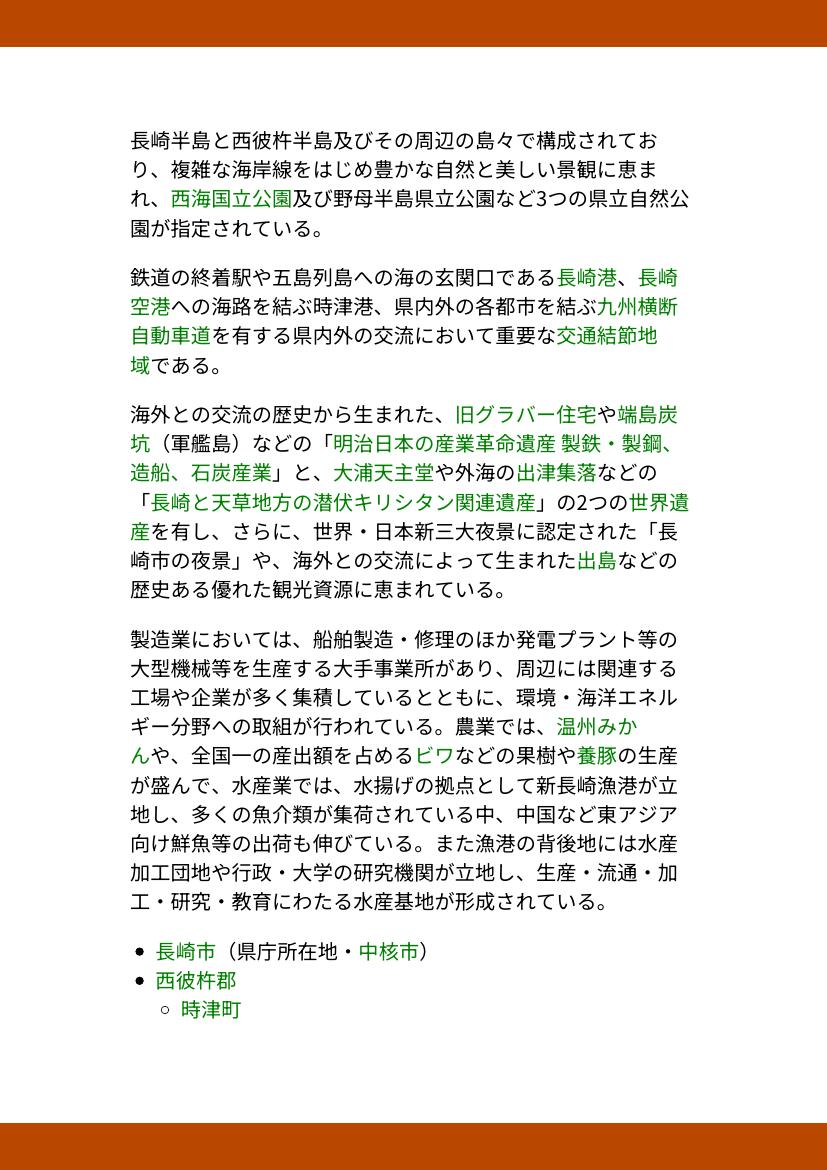 長崎半島と西彼杵半島及びその周辺の島々で構成されてお
り、複雑な海岸線をはじめ豊かな自然と美しい景観に恵ま
れ、西海国立公園及び野母半島県立公園など3つの県立自然公
園が指定されている。
鉄道の終着駅や五島列島への海の玄関口である長崎港、長崎
空港への海路を結ぶ時津港、県内外の各都市を結ぶ九州横断
自動車道を有する県内外の交流において重要な交通結節地
域である。
海外との交流の歴史から生まれた、旧グラバー住宅や端島炭
坑（軍艦島）などの「明治日本の産業革命遺産 製鉄・製鋼、
造船、石炭産業」と、大浦天主堂や外海の出津集落などの
「長崎と天草地方の潜伏キリシタン関連遺産」の2つの世界遺
産を有し、さらに、世界・日本新三大夜景に認定された「長
崎市の夜景」や、海外との交流によって生まれた出島などの
歴史ある優れた観光資源に恵まれている。
製造業においては、船舶製造・修理のほか発電プラント等の
大型機械等を生産する大手事業所があり、周辺には関連する
工場や企業が多く集積しているとともに、環境・海洋エネル
ギー分野への取組が行われている。農業では、温州みか
んや、全国一の産出額を占めるビワなどの果樹や養豚の生産
が盛んで、水産業では、水揚げの拠点として新長崎漁港が立
地し、多くの魚介類が集荷されている中、中国など東アジア
向け鮮魚等の出荷も伸びている。また漁港の背後地には水産
加工団地や行政・大学の研究機関が立地し、生産・流通・加
工・研究・教育にわたる水産基地が形成されている。
長崎市（県庁所在地・中核市）
西彼杵郡
時津町